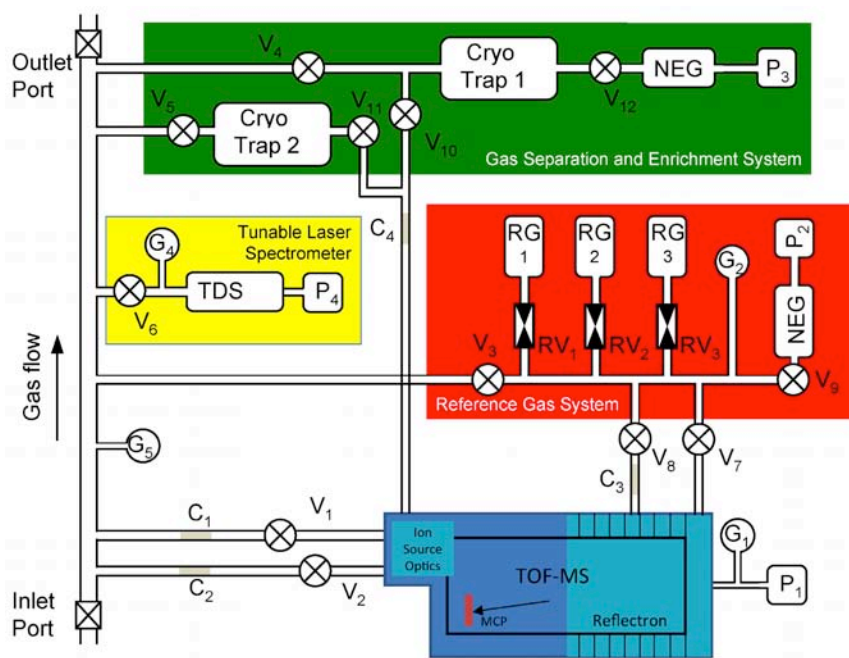 Outlet
Port
V4
Cryo
Trap 1
V12
NEG
P3
V5
Cryo
Trap 2
V11
V10
Gas Separation and Enrichment System
C4
G4
Tunable Laser
Spectrometer
TDS
P4
V6
RG
1
RG
2
RG
3
G2
P2
NEG
V3
RV1
RV2
RV3
V9
Reference Gas System
Gas flow
G5
V8
V7
C3
C1
V1
Ion
Source
Optics
G1
TOF-MS
P1
C2
V2
MCP
Reflectron
Inlet
Port